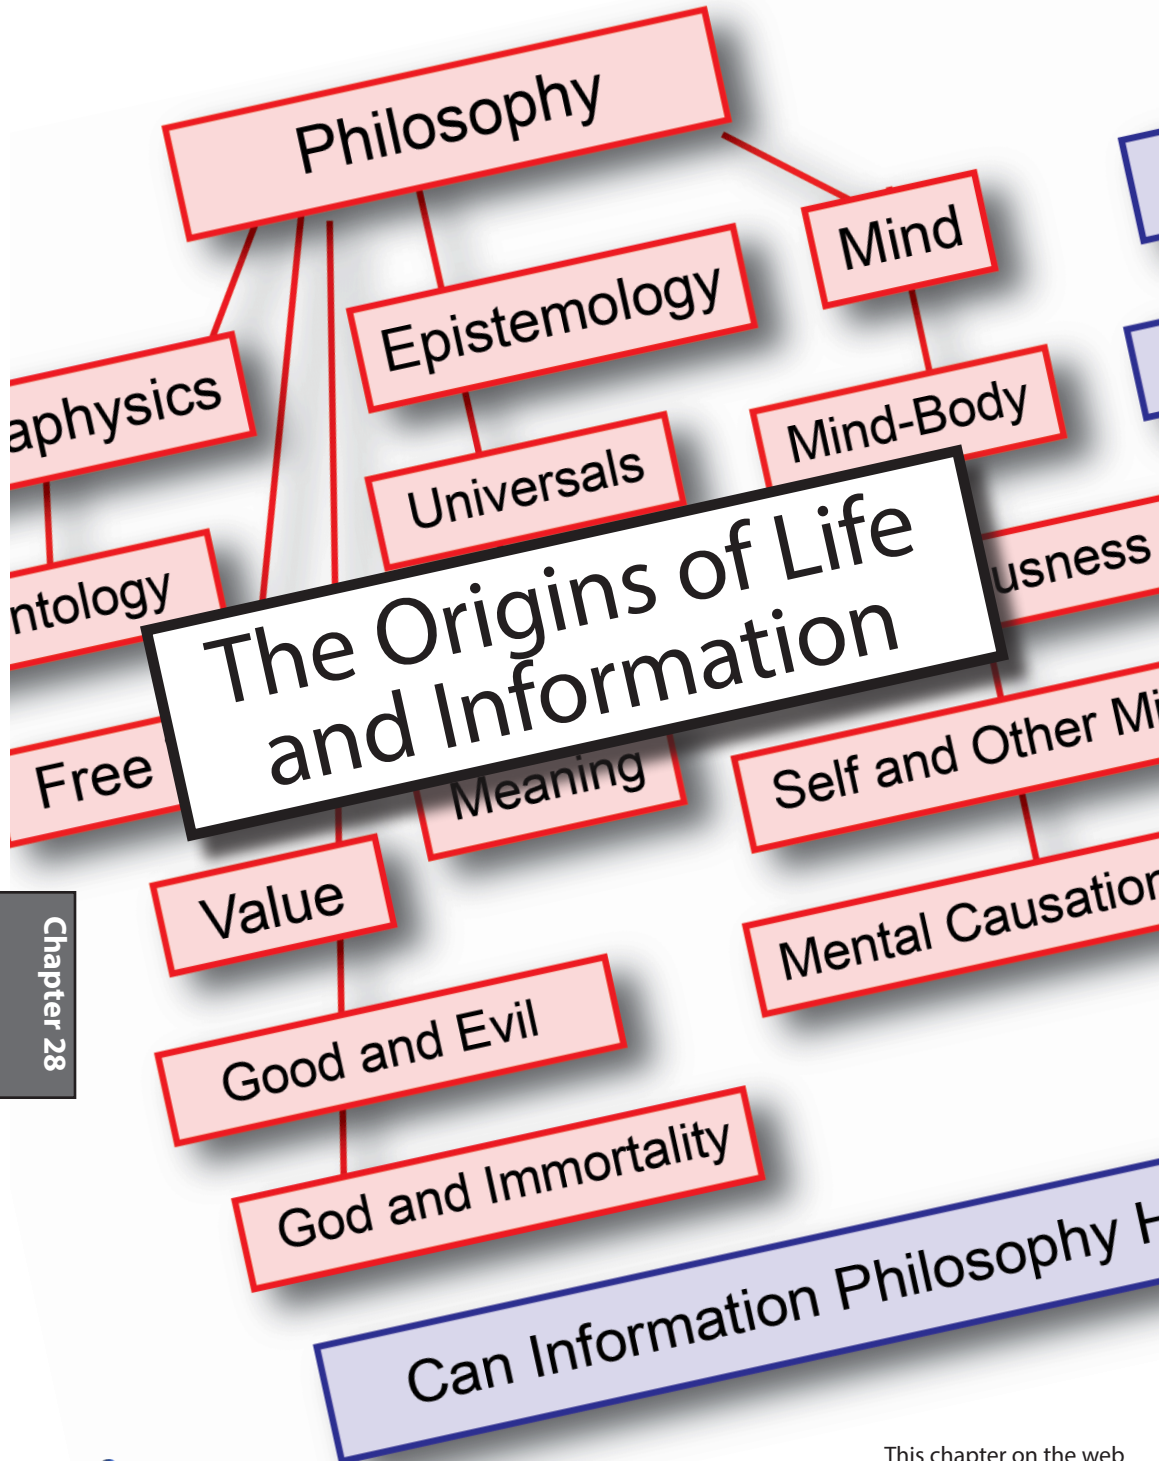 Philosophy
Mind
Epistemology
aphysics
Mind-Body
Universals
ntology
usness
The Origins of Life
and Information
Free
Meaning
Self and Other Mi
Value
Mental Causation
Chapter 28
Good and Evil
God and Immortality
Can Information Philosophy H
This chapter on the web